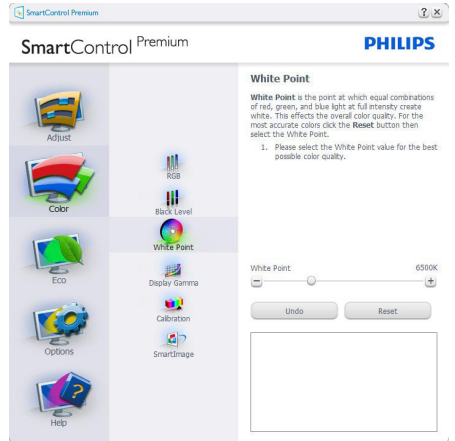 SmartControl Premium
SmartControl Premium
PHILIPS
Adjust
Color
Eco
Options
Help
RGB
Black Level
White Point
Display Gamma
Calibration
SmartImage
White Point
White Point is the point at which equal combinations
of red, green, and blue light at full intensity create
white. This effects the overall color quality. For the
most accurate colors click the Reset button then
select the White Point.
1. Please select the White Point value for the best
possible color quality.
White Point 6500K
Undo Reset